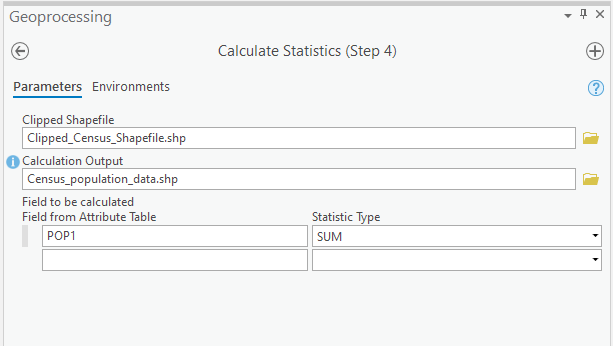 Geoprocessing
Calculate Statistics (Step 4)
Parameters Environments
Clipped Shapefile
Clipped_Census_Shapefile.shp
Calculation Output
Census_population_data.shp
Field to be calculated
Field from Attribute Table Statistic Type
POP1 SUM